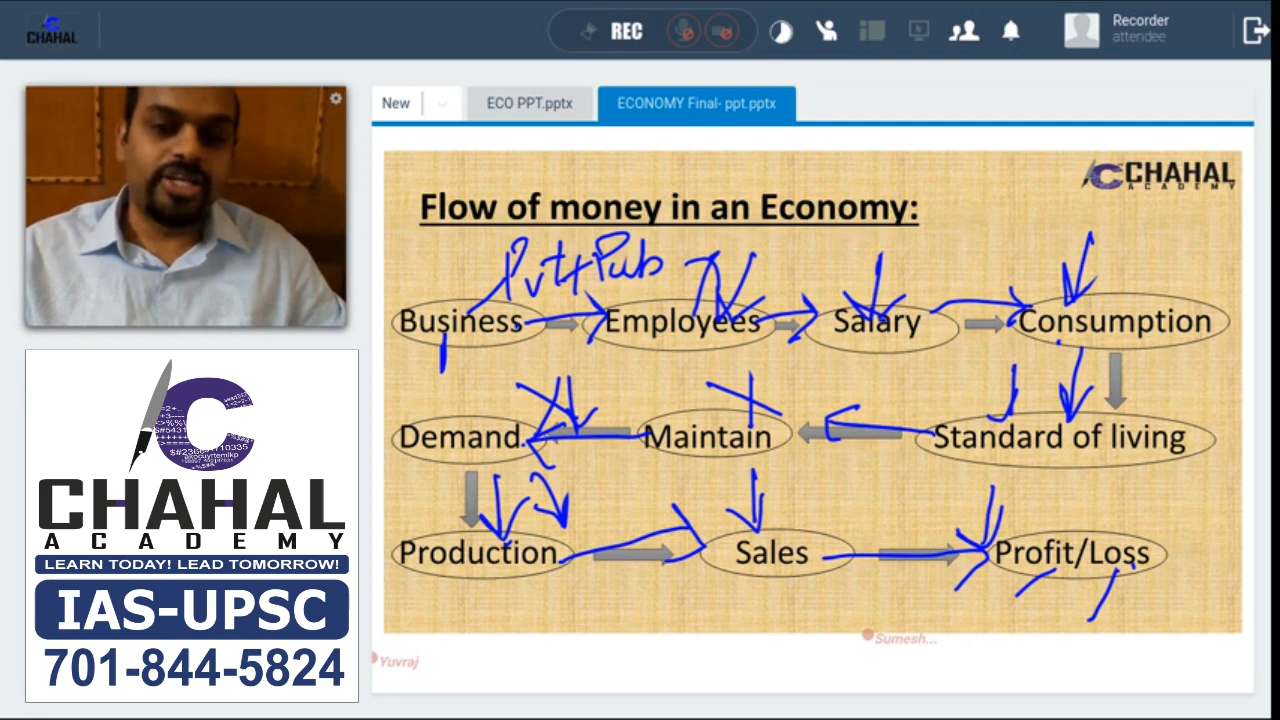 CHAHAL
REC
Recorder
attendee
New
ECO PPT.pptx
ECONOMY Final- ppt.pptx
CHAHAL
ACADEMY
Flow of money in an Economy:
Pvt+Pub
Business
Employees
Salary
Consumption
Demand
Maintain
Standard of living
Production
Sales
Profit/Loss
Sumesh...
Yuvraj
CHAHAL
ACADEMY
LEARN TODAY! LEAD TOMORROW!
IAS-UPSC
701-844-5824